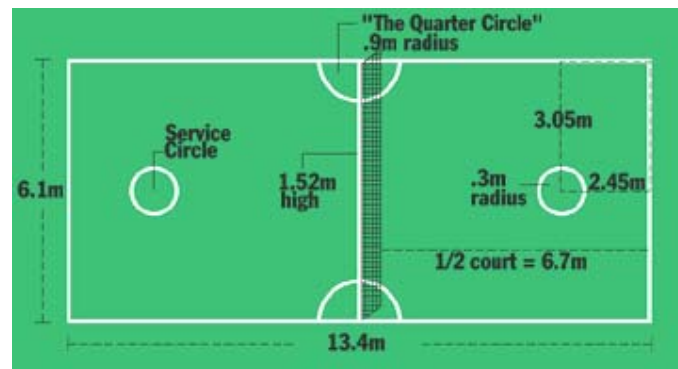 "The Quarter Circle"
.9m radius
3.05m
Service
Circle
6.1m
1.52m
high
.3m
radius
2.45m
1/2 court = 6.7m
13.4m